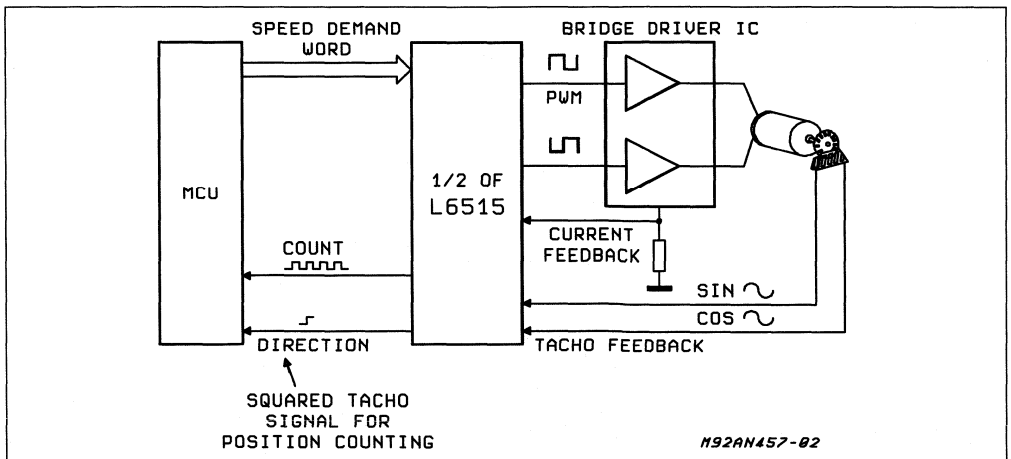 SPEED DEMAND
WORD
BRIDGE DRIVER IC
PWM
MCU
1/2 OF
L6515
COUNT
CURRENT
FEEDBACK
SIN
COS
DIRECTION
TACHO FEEDBACK
SQUARED TACHO
SIGNAL FOR
POSITION COUNTING
M92AN457-02